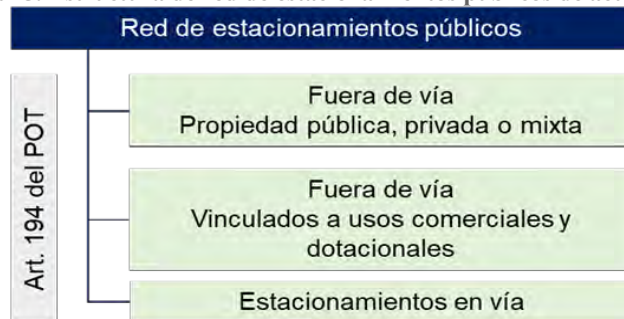 Red de estacionamientos públicos
Art. 194 del POT
Fuera de vía
Propiedad pública, privada o mixta
Fuera de vía
Vinculados a usos comerciales y
dotacionales
Estacionamientos en vía